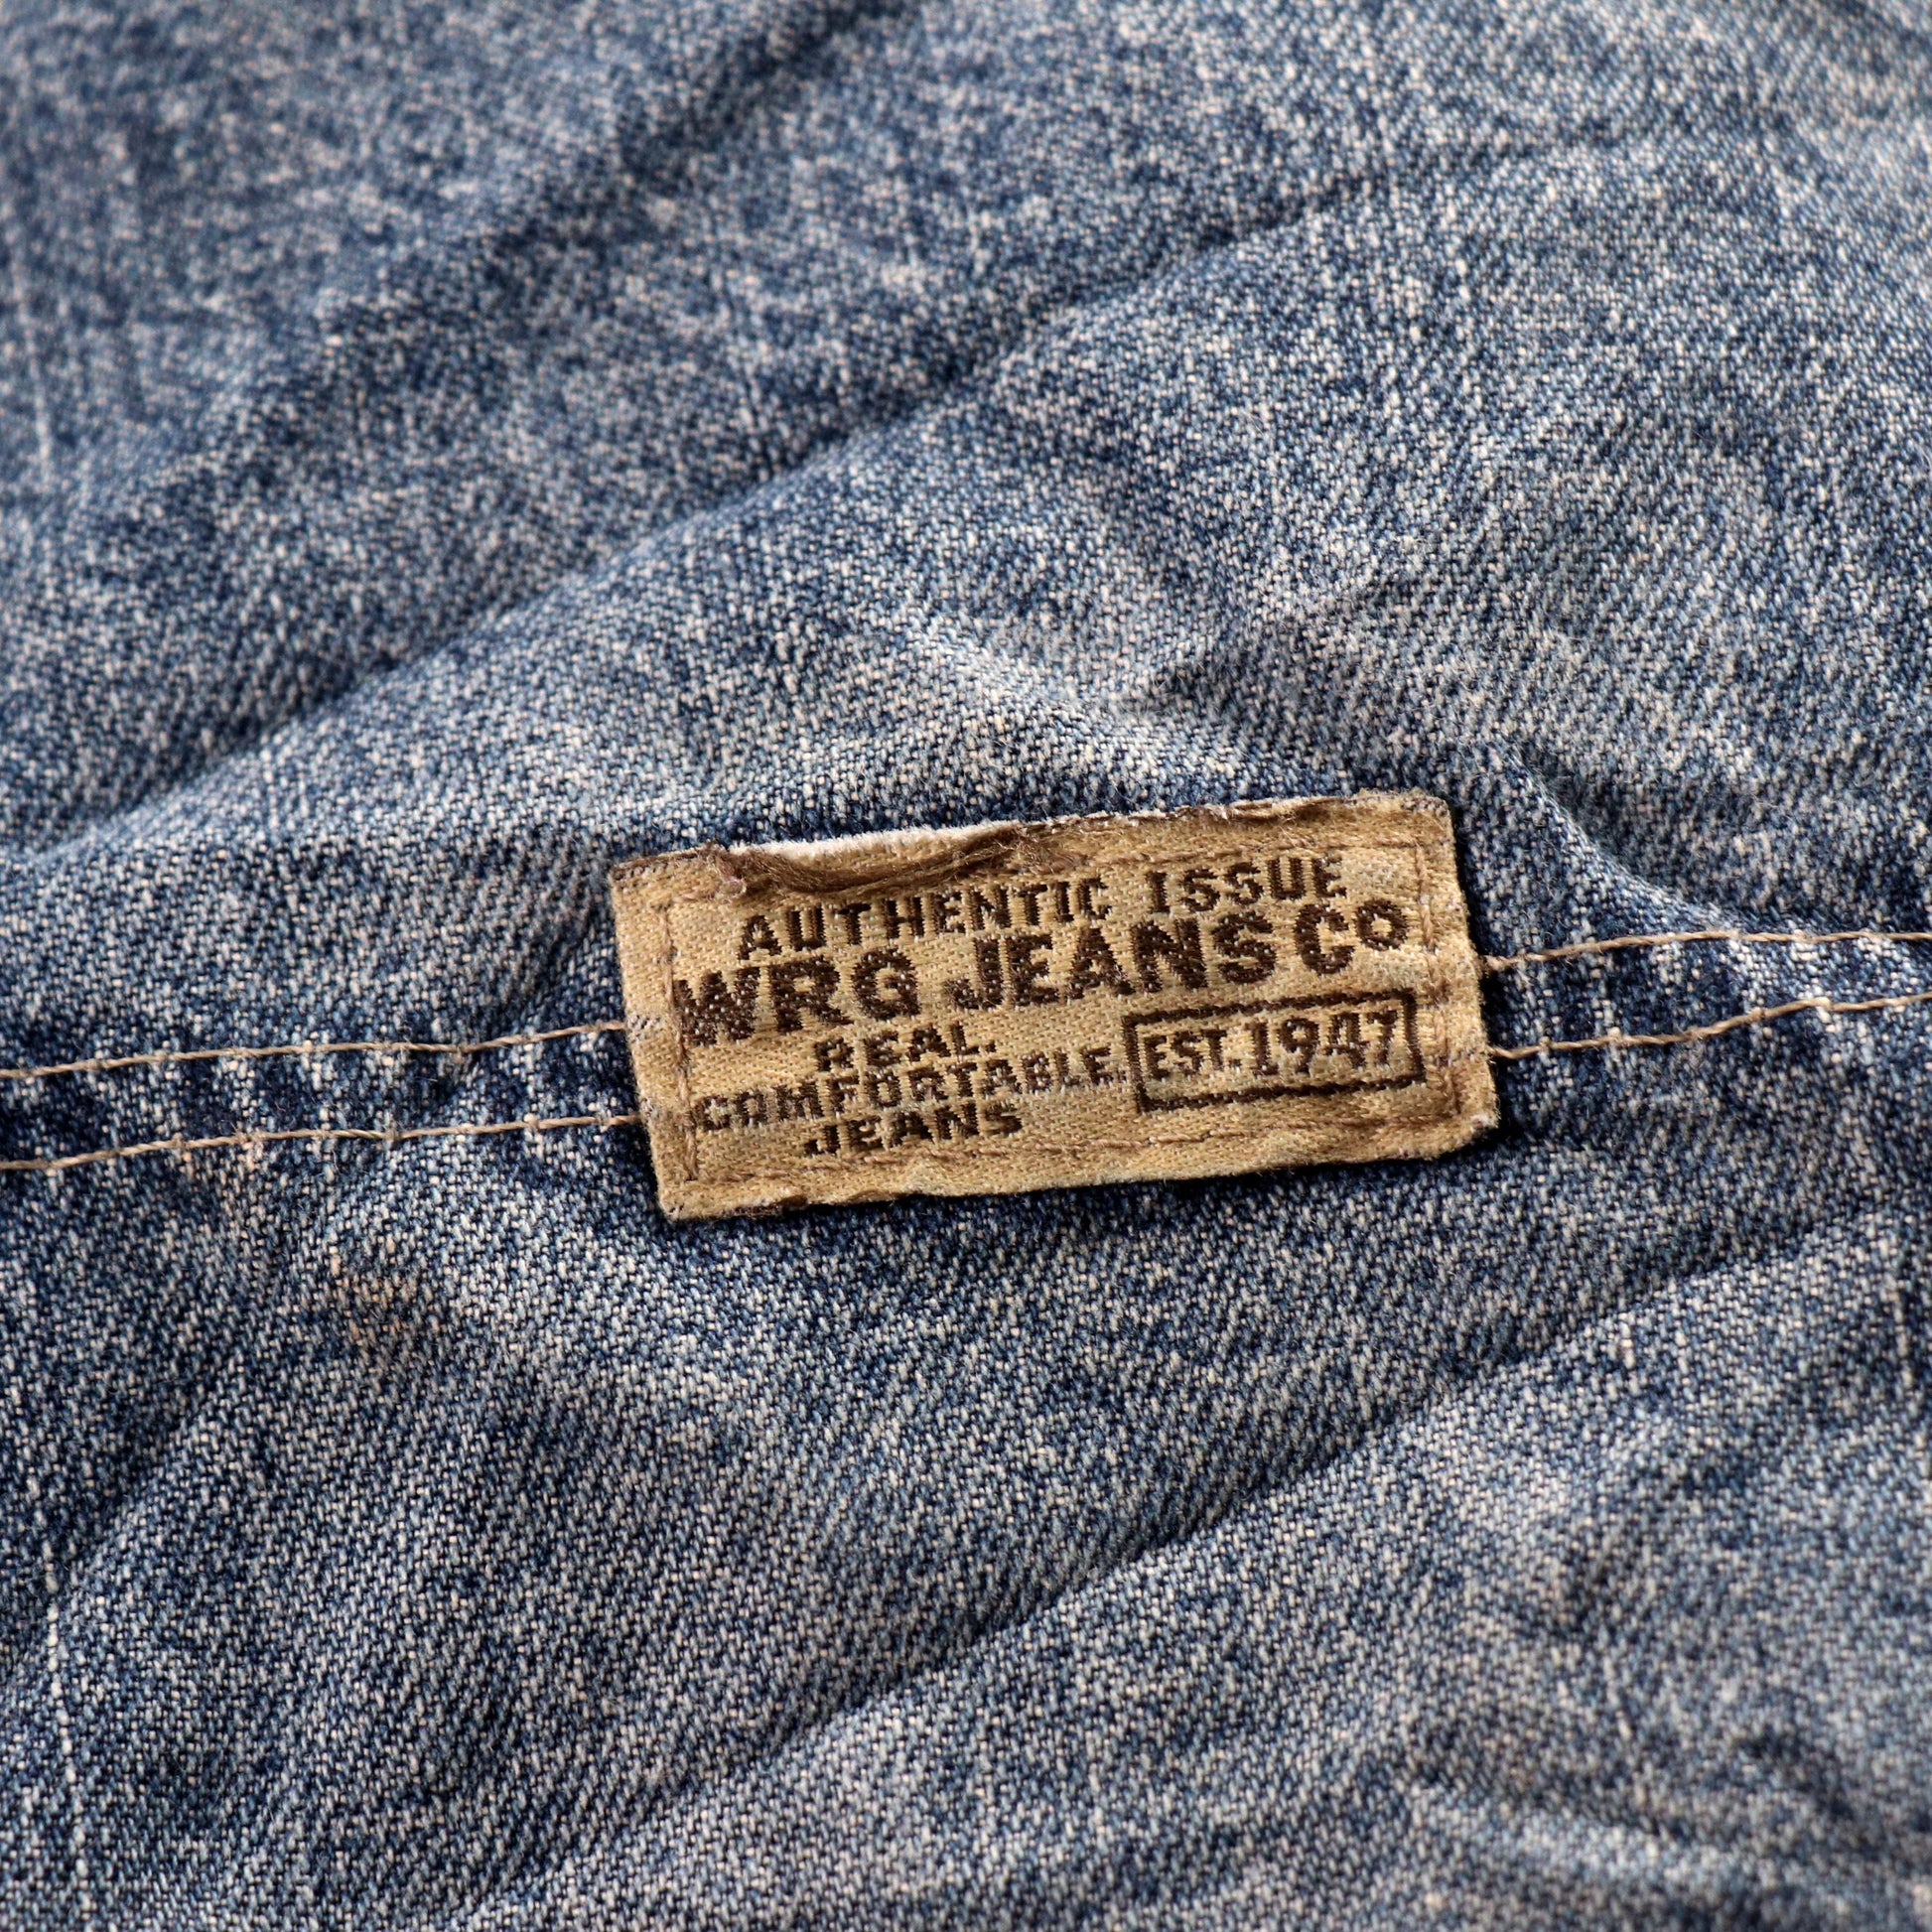 AUTHENTIC ISSUE
WRG JEANS Co
REAL.
COMFORTABLE
JEANS
EST. 1947